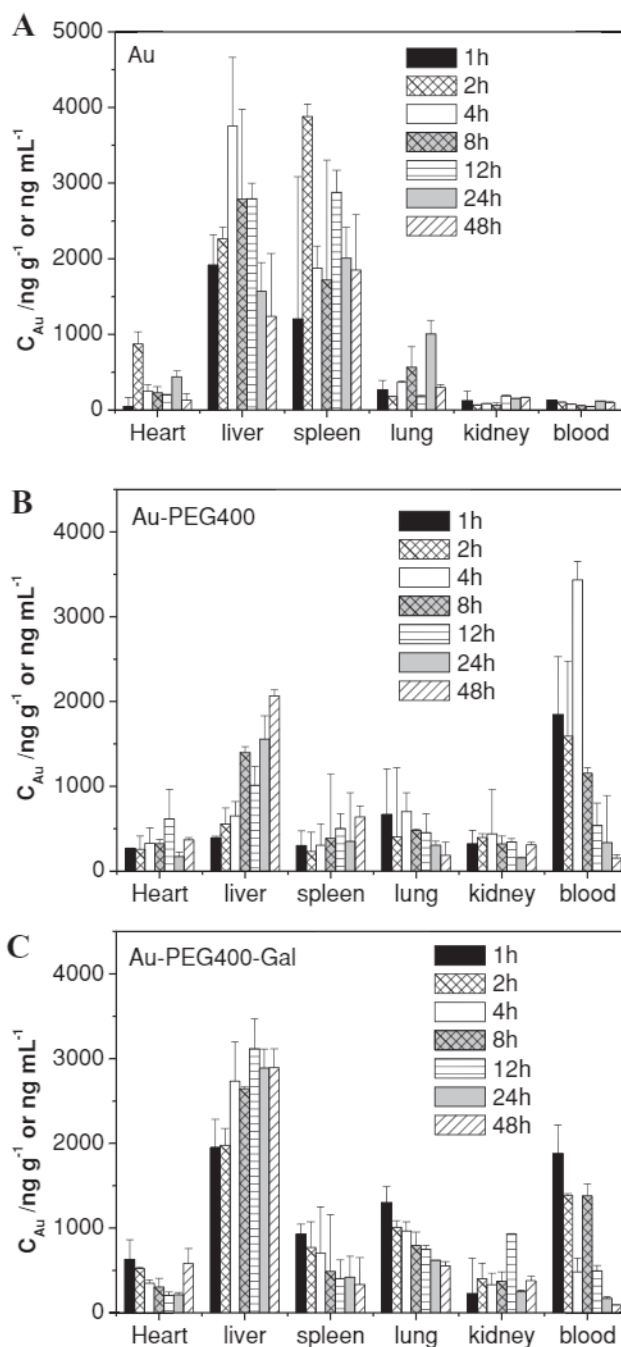 A
Au
1h
2h
4h
8h
12h
24h
48h
5000
4000
3000
2000
1000
0
C_Au /ng g⁻¹ or ng mL⁻¹
Heart liver spleen lung kidney blood
B
Au-PEG400
1h
2h
4h
8h
12h
24h
48h
4000
3000
2000
1000
0
C_Au /ng g⁻¹ or ng mL⁻¹
Heart liver spleen lung kidney blood
C
Au-PEG400-Gal
1h
2h
4h
8h
12h
24h
48h
4000
3000
2000
1000
0
C_Au /ng g⁻¹ or ng mL⁻¹
Heart liver spleen lung kidney blood